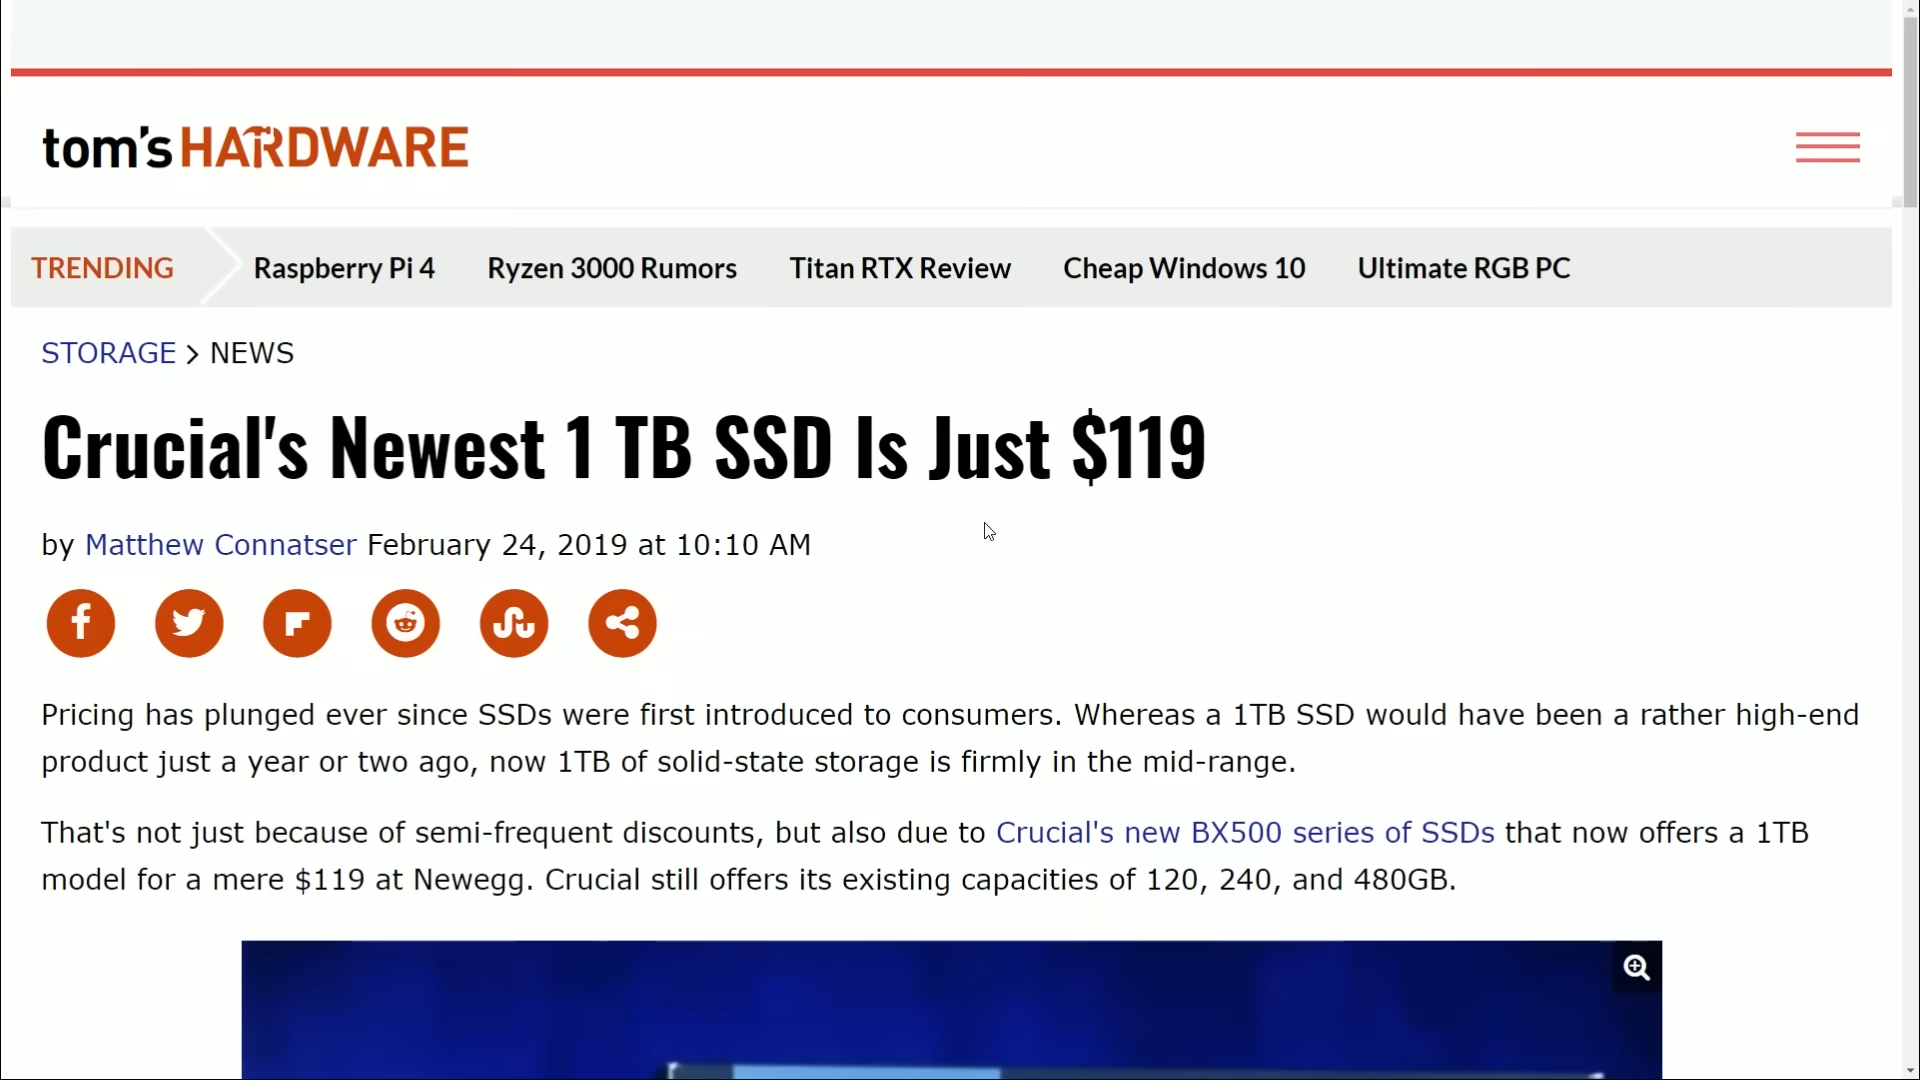 tom's HARDWARE
TRENDING Raspberry Pi 4 Ryzen 3000 Rumors Titan RTX Review Cheap Windows 10 Ultimate RGB PC
STORAGE > NEWS
Crucial's Newest 1 TB SSD Is Just $119
by Matthew Connatser February 24, 2019 at 10:10 AM
Pricing has plunged ever since SSDs were first introduced to consumers. Whereas a 1TB SSD would have been a rather high-end
product just a year or two ago, now 1TB of solid-state storage is firmly in the mid-range.
That's not just because of semi-frequent discounts, but also due to Crucial's new BX500 series of SSDs that now offers a 1TB
model for a mere $119 at Newegg. Crucial still offers its existing capacities of 120, 240, and 480GB.